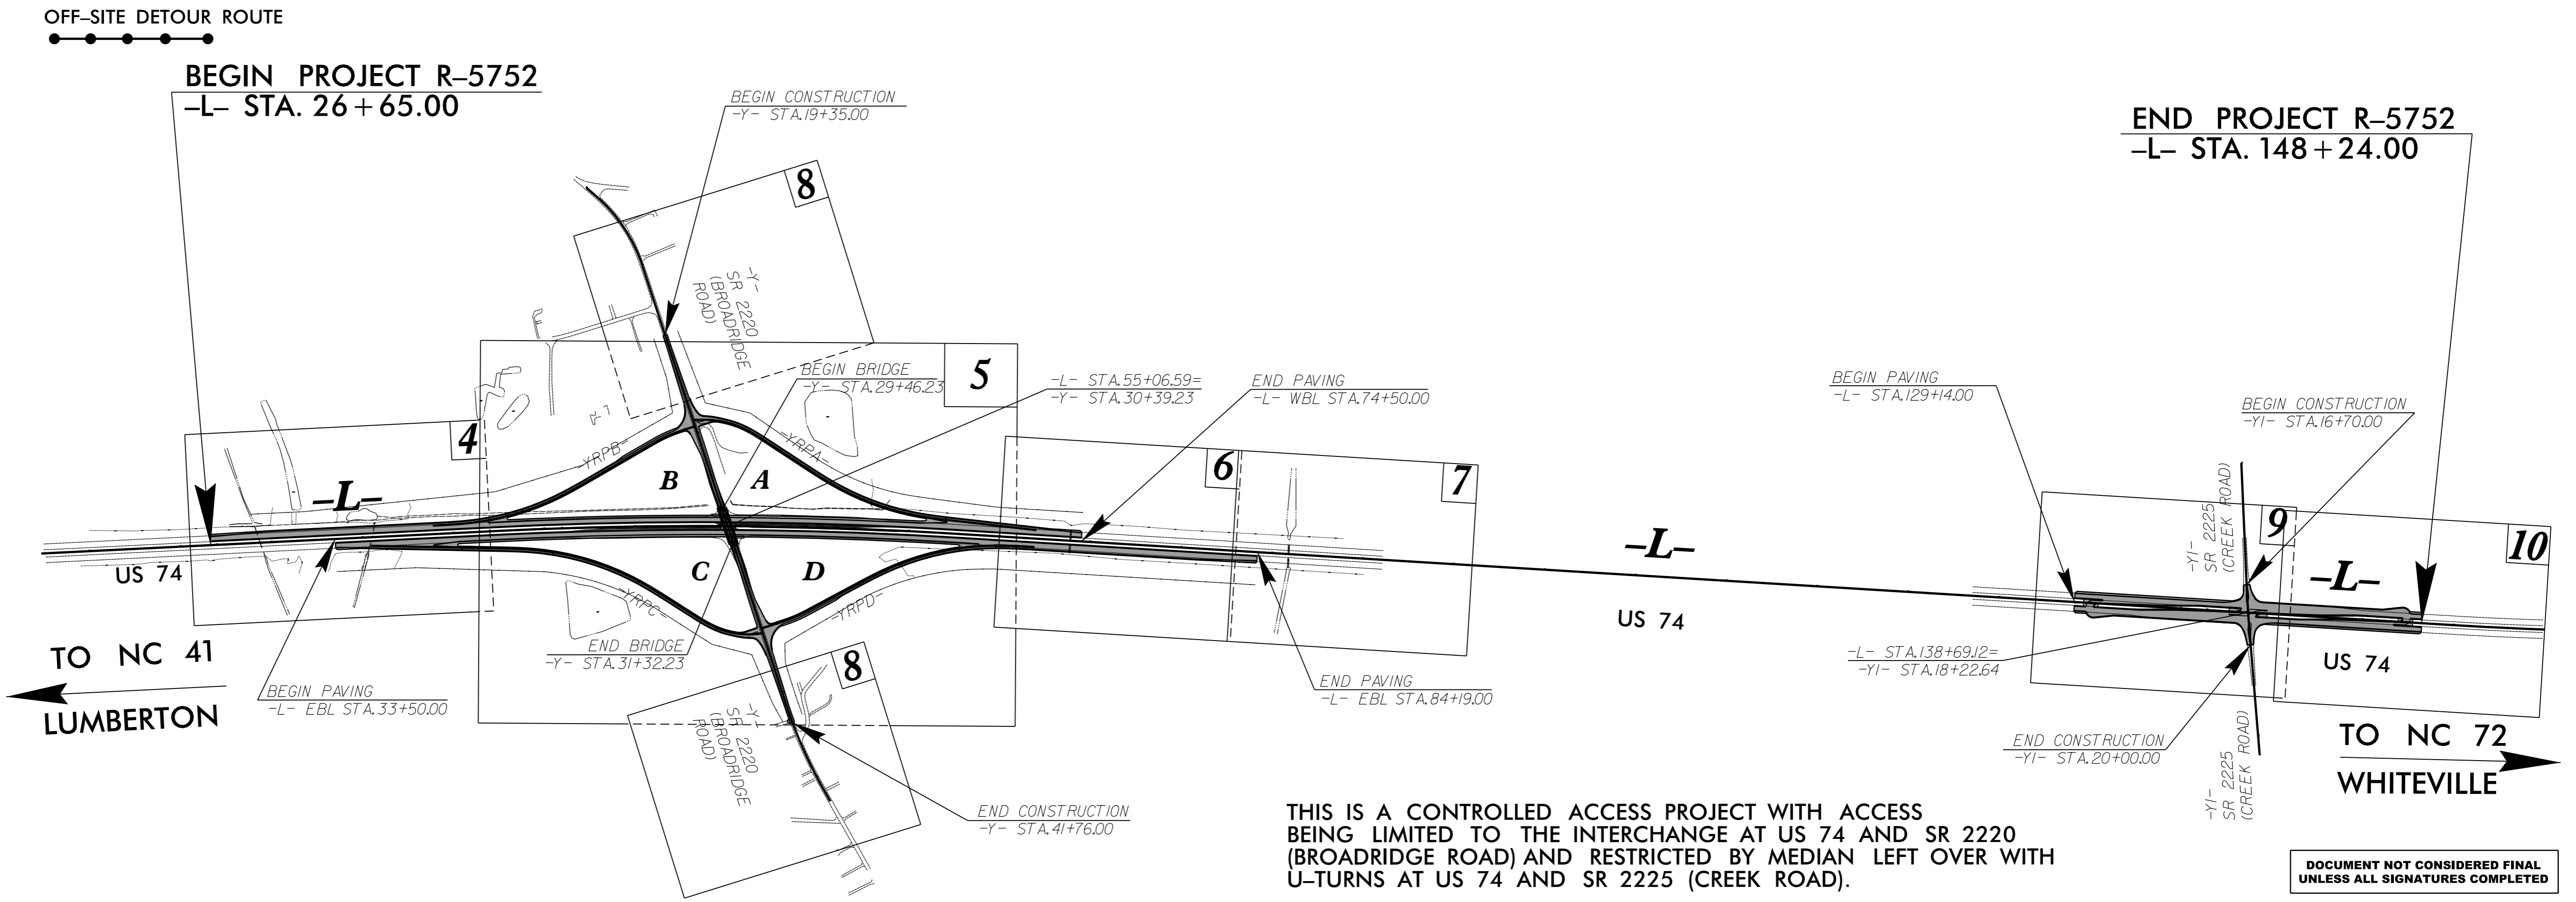 OFF–SITE DETOUR ROUTE
BEGIN PROJECT R–5752
–L– STA. 26+65.00
BEGIN CONSTRUCTION
-Y- STA.19+35.00
END PROJECT R–5752
–L– STA. 148+24.00
8
-Y-
SR 2220
(BROADRIDGE
ROAD)
BEGIN BRIDGE
-Y- STA.29+46.23
5
-L- STA.55+06.59=
-Y- STA.30+39.23
END PAVING
-L- WBL STA.74+50.00
BEGIN PAVING
-L- STA.129+14.00
BEGIN CONSTRUCTION
-Y1- STA.16+70.00
4
-YRPB-
-YRPA-
6
7
–L–
B
A
-Y1-
SR 2225
(CREEK ROAD)
9
10
–L–
–L–
US 74
C
D
-YRPC-
-YRPD-
US 74
END BRIDGE
-Y- STA.31+32.23
-L- STA.138+69.12=
-Y1- STA.18+22.64
US 74
TO NC 41
LUMBERTON
BEGIN PAVING
-L- EBL STA.33+50.00
8
END PAVING
-L- EBL STA.84+19.00
-Y-
SR 2220
(BROADRIDGE
ROAD)
END CONSTRUCTION
-Y1- STA.20+00.00
-Y1-
SR 2225
(CREEK ROAD)
TO NC 72
WHITEVILLE
END CONSTRUCTION
-Y- STA.41+76.00
THIS IS A CONTROLLED ACCESS PROJECT WITH ACCESS
BEING LIMITED TO THE INTERCHANGE AT US 74 AND SR 2220
(BROADRIDGE ROAD) AND RESTRICTED BY MEDIAN LEFT OVER WITH
U–TURNS AT US 74 AND SR 2225 (CREEK ROAD).
DOCUMENT NOT CONSIDERED FINAL
UNLESS ALL SIGNATURES COMPLETED